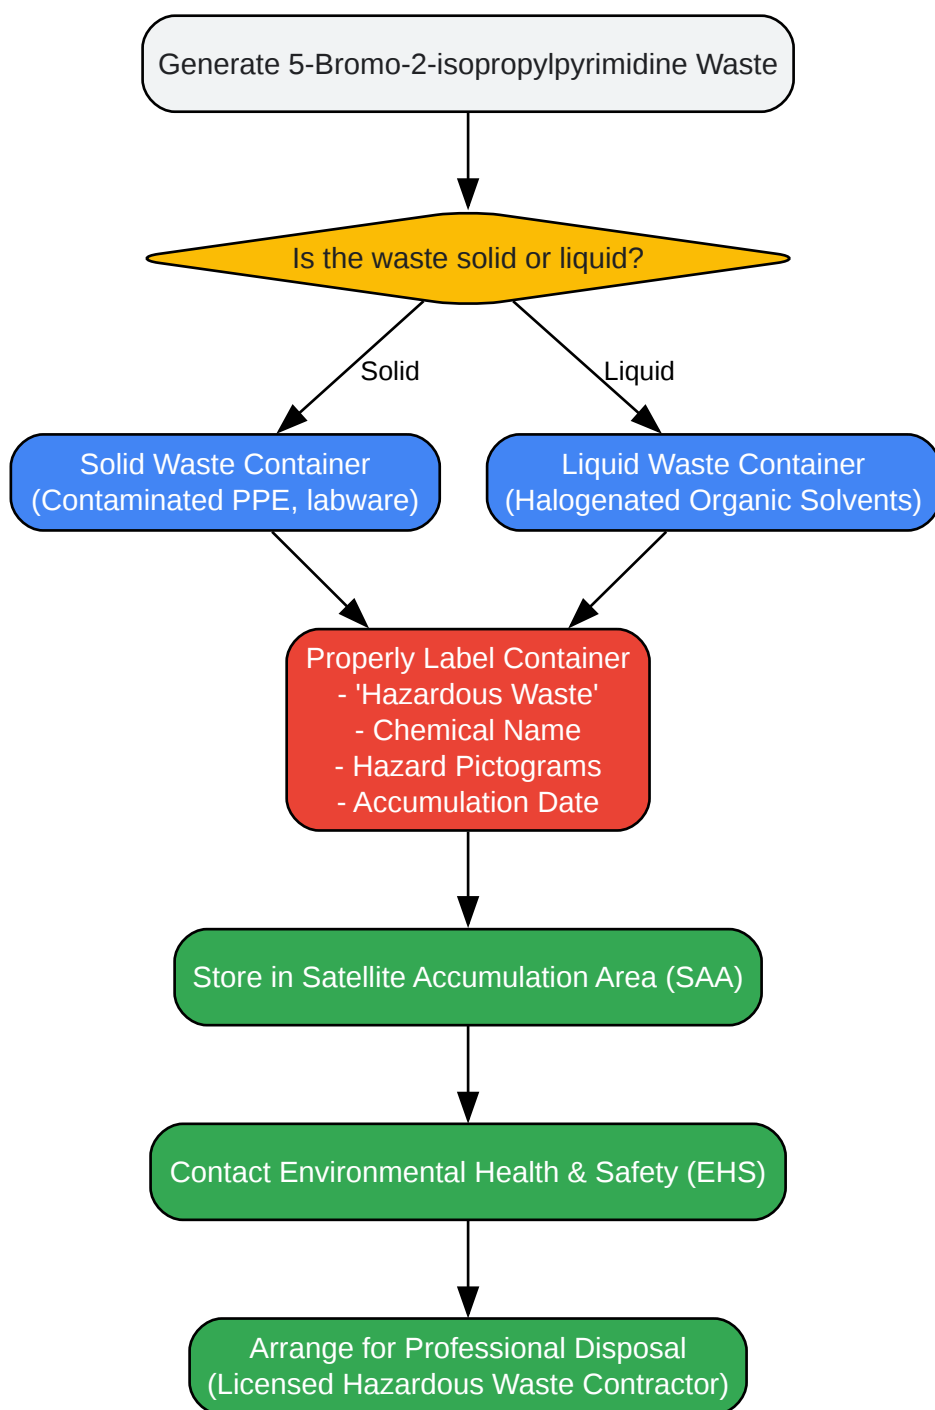 Generate 5-Bromo-2-isopropylpyrimidine Waste
Is the waste solid or liquid?
Solid
Liquid
Solid Waste Container
(Contaminated PPE, labware)
Liquid Waste Container
(Halogenated Organic Solvents)
Properly Label Container
- 'Hazardous Waste'
- Chemical Name
- Hazard Pictograms
- Accumulation Date
Store in Satellite Accumulation Area (SAA)
Contact Environmental Health & Safety (EHS)
Arrange for Professional Disposal
(Licensed Hazardous Waste Contractor)